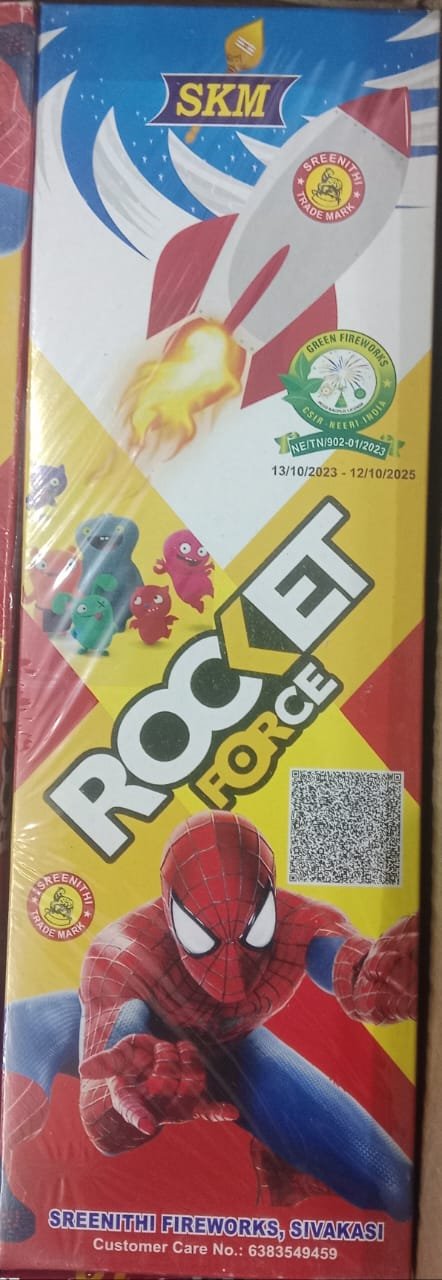 SKM
SREENITHI
TRADE MARK
GREEN FIREWORKS
CSIR-NEERI INDIA
NE/TN/902-01/2023
13/10/2023 - 12/10/2025
ROCKET
FORCE
SREENITHI
TRADE MARK
SREENITHI FIREWORKS, SIVAKASI
Customer Care No.: 6383549459